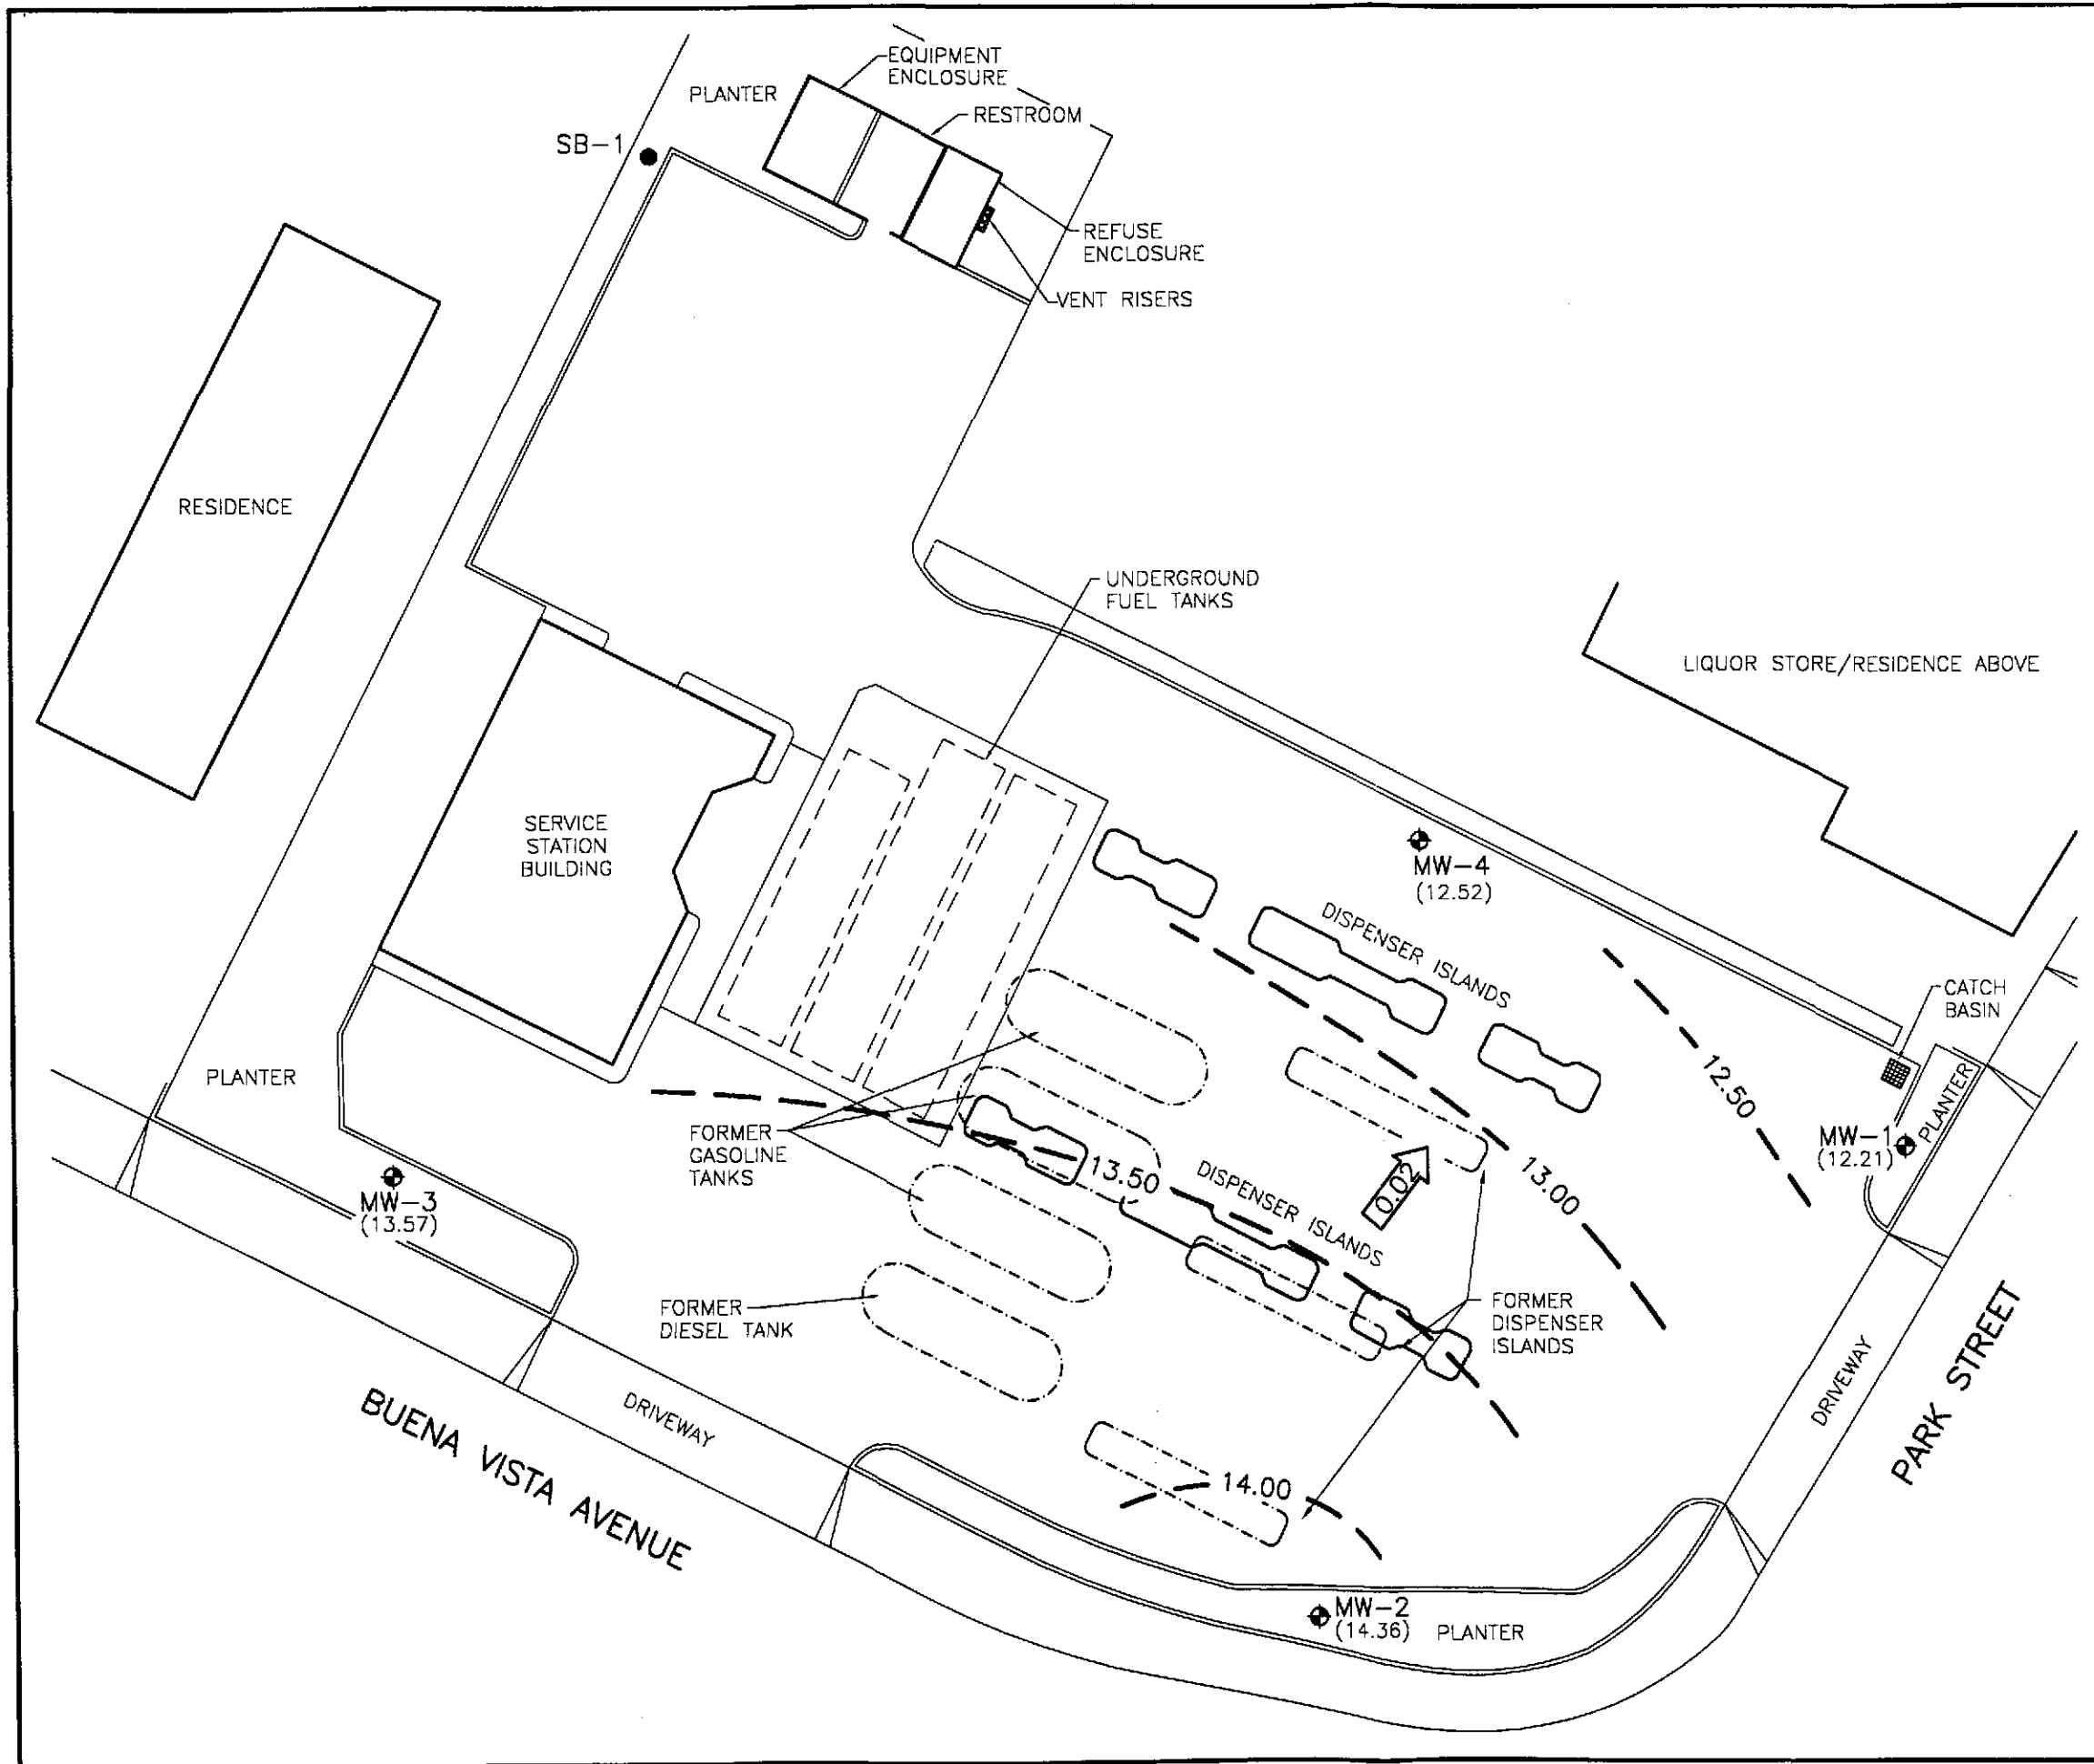 EQUIPMENT
ENCLOSURE
PLANTER
RESTROOM
SB-1
REFUSE
ENCLOSURE
VENT RISERS
RESIDENCE
UNDERGROUND
FUEL TANKS
LIQUOR STORE/RESIDENCE ABOVE
SERVICE
STATION
BUILDING
MW-4
(12.52)
DISPENSER ISLANDS
CATCH
BASIN
12.50
PLANTER
PLANTER
MW-1
(12.21)
FORMER
GASOLINE
TANKS
13.50
DISPENSER ISLANDS
0.02
13.00
MW-3
(13.57)
FORMER
DIESEL TANK
FORMER
DISPENSER
ISLANDS
DRIVEWAY
PARK STREET
BUENA VISTA AVENUE
DRIVEWAY
14.00
MW-2
(14.36)
PLANTER